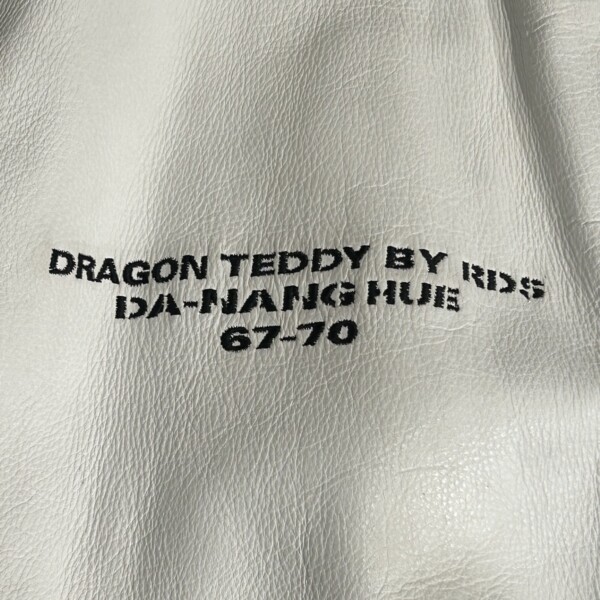 DRAGON TEDDY BY RDS
DA-NANG HUE
67-70